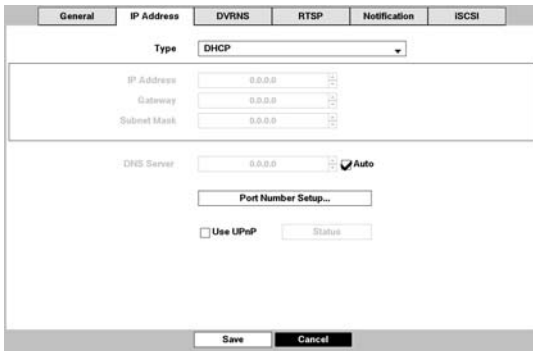 General IP Address DVRNS RTSP Notification iSCSI
Type DHCP
IP Address 0.0.0.0
Gateway 0.0.0.0
Subnet Mask 0.0.0.0
DNS Server 0.0.0.0 Auto
Port Number Setup...
Use UPnP Status
Save Cancel